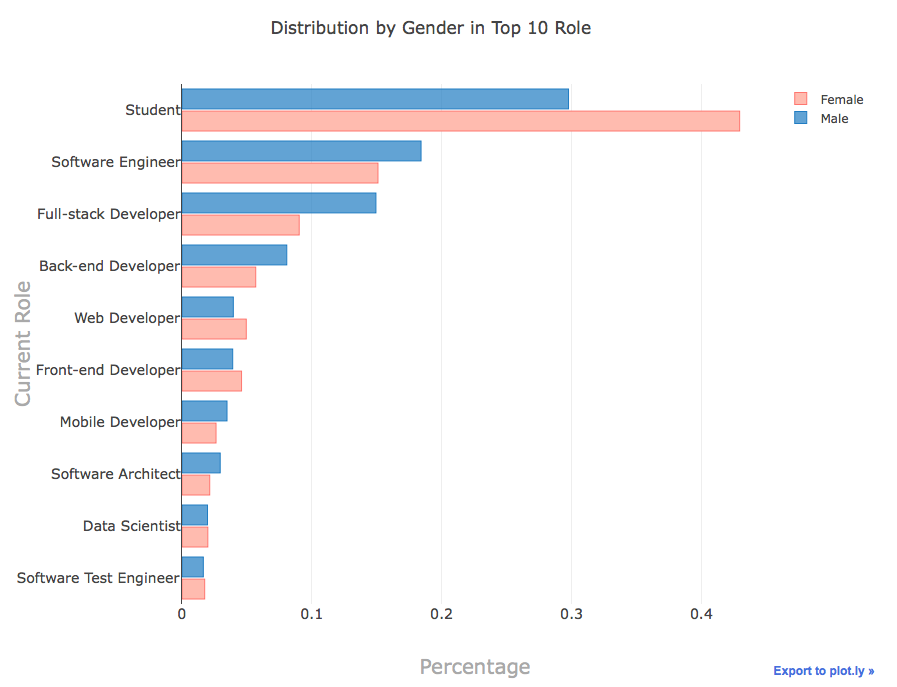 Distribution by Gender in Top 10 Role
Female
Male
Student
Software Engineer
Full-stack Developer
Back-end Developer
Web Developer
Front-end Developer
Mobile Developer
Software Architect
Data Scientist
Software Test Engineer
Current Role
0 0.1 0.2 0.3 0.4
Percentage
Export to plot.ly »